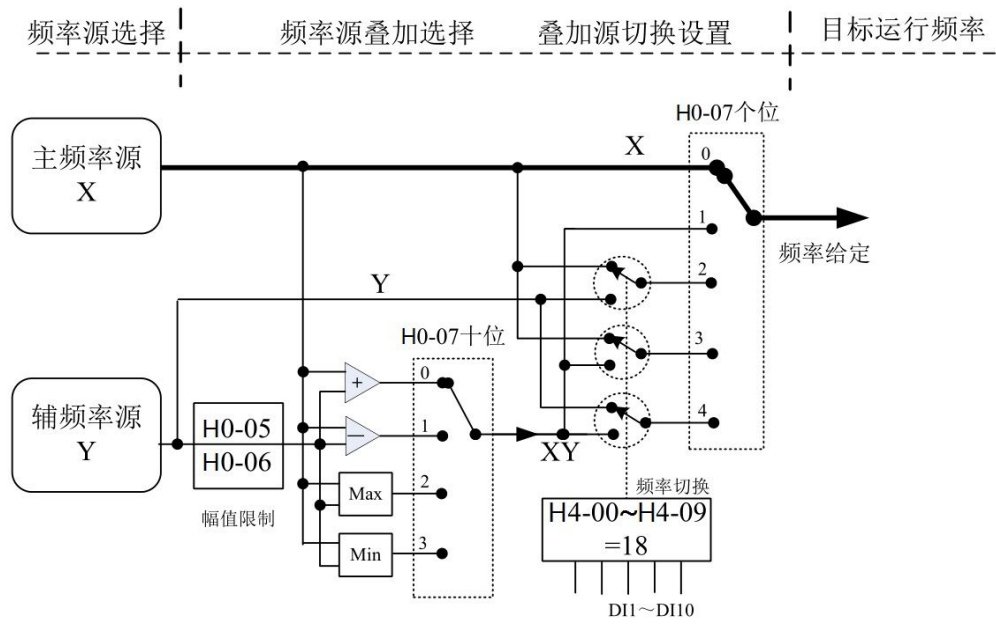 频率源选择
频率源叠加选择
叠加源切换设置
目标运行频率
H0-07个位
主频率源
X
X
0
1
频率给定
2
Y
H0-07十位
3
0
+
辅频率源
Y
H0-05
H0-06
幅值限制
−
1
XY
4
Max
2
Min
3
频率切换
H4-00~H4-09
=18
DI1～DI10